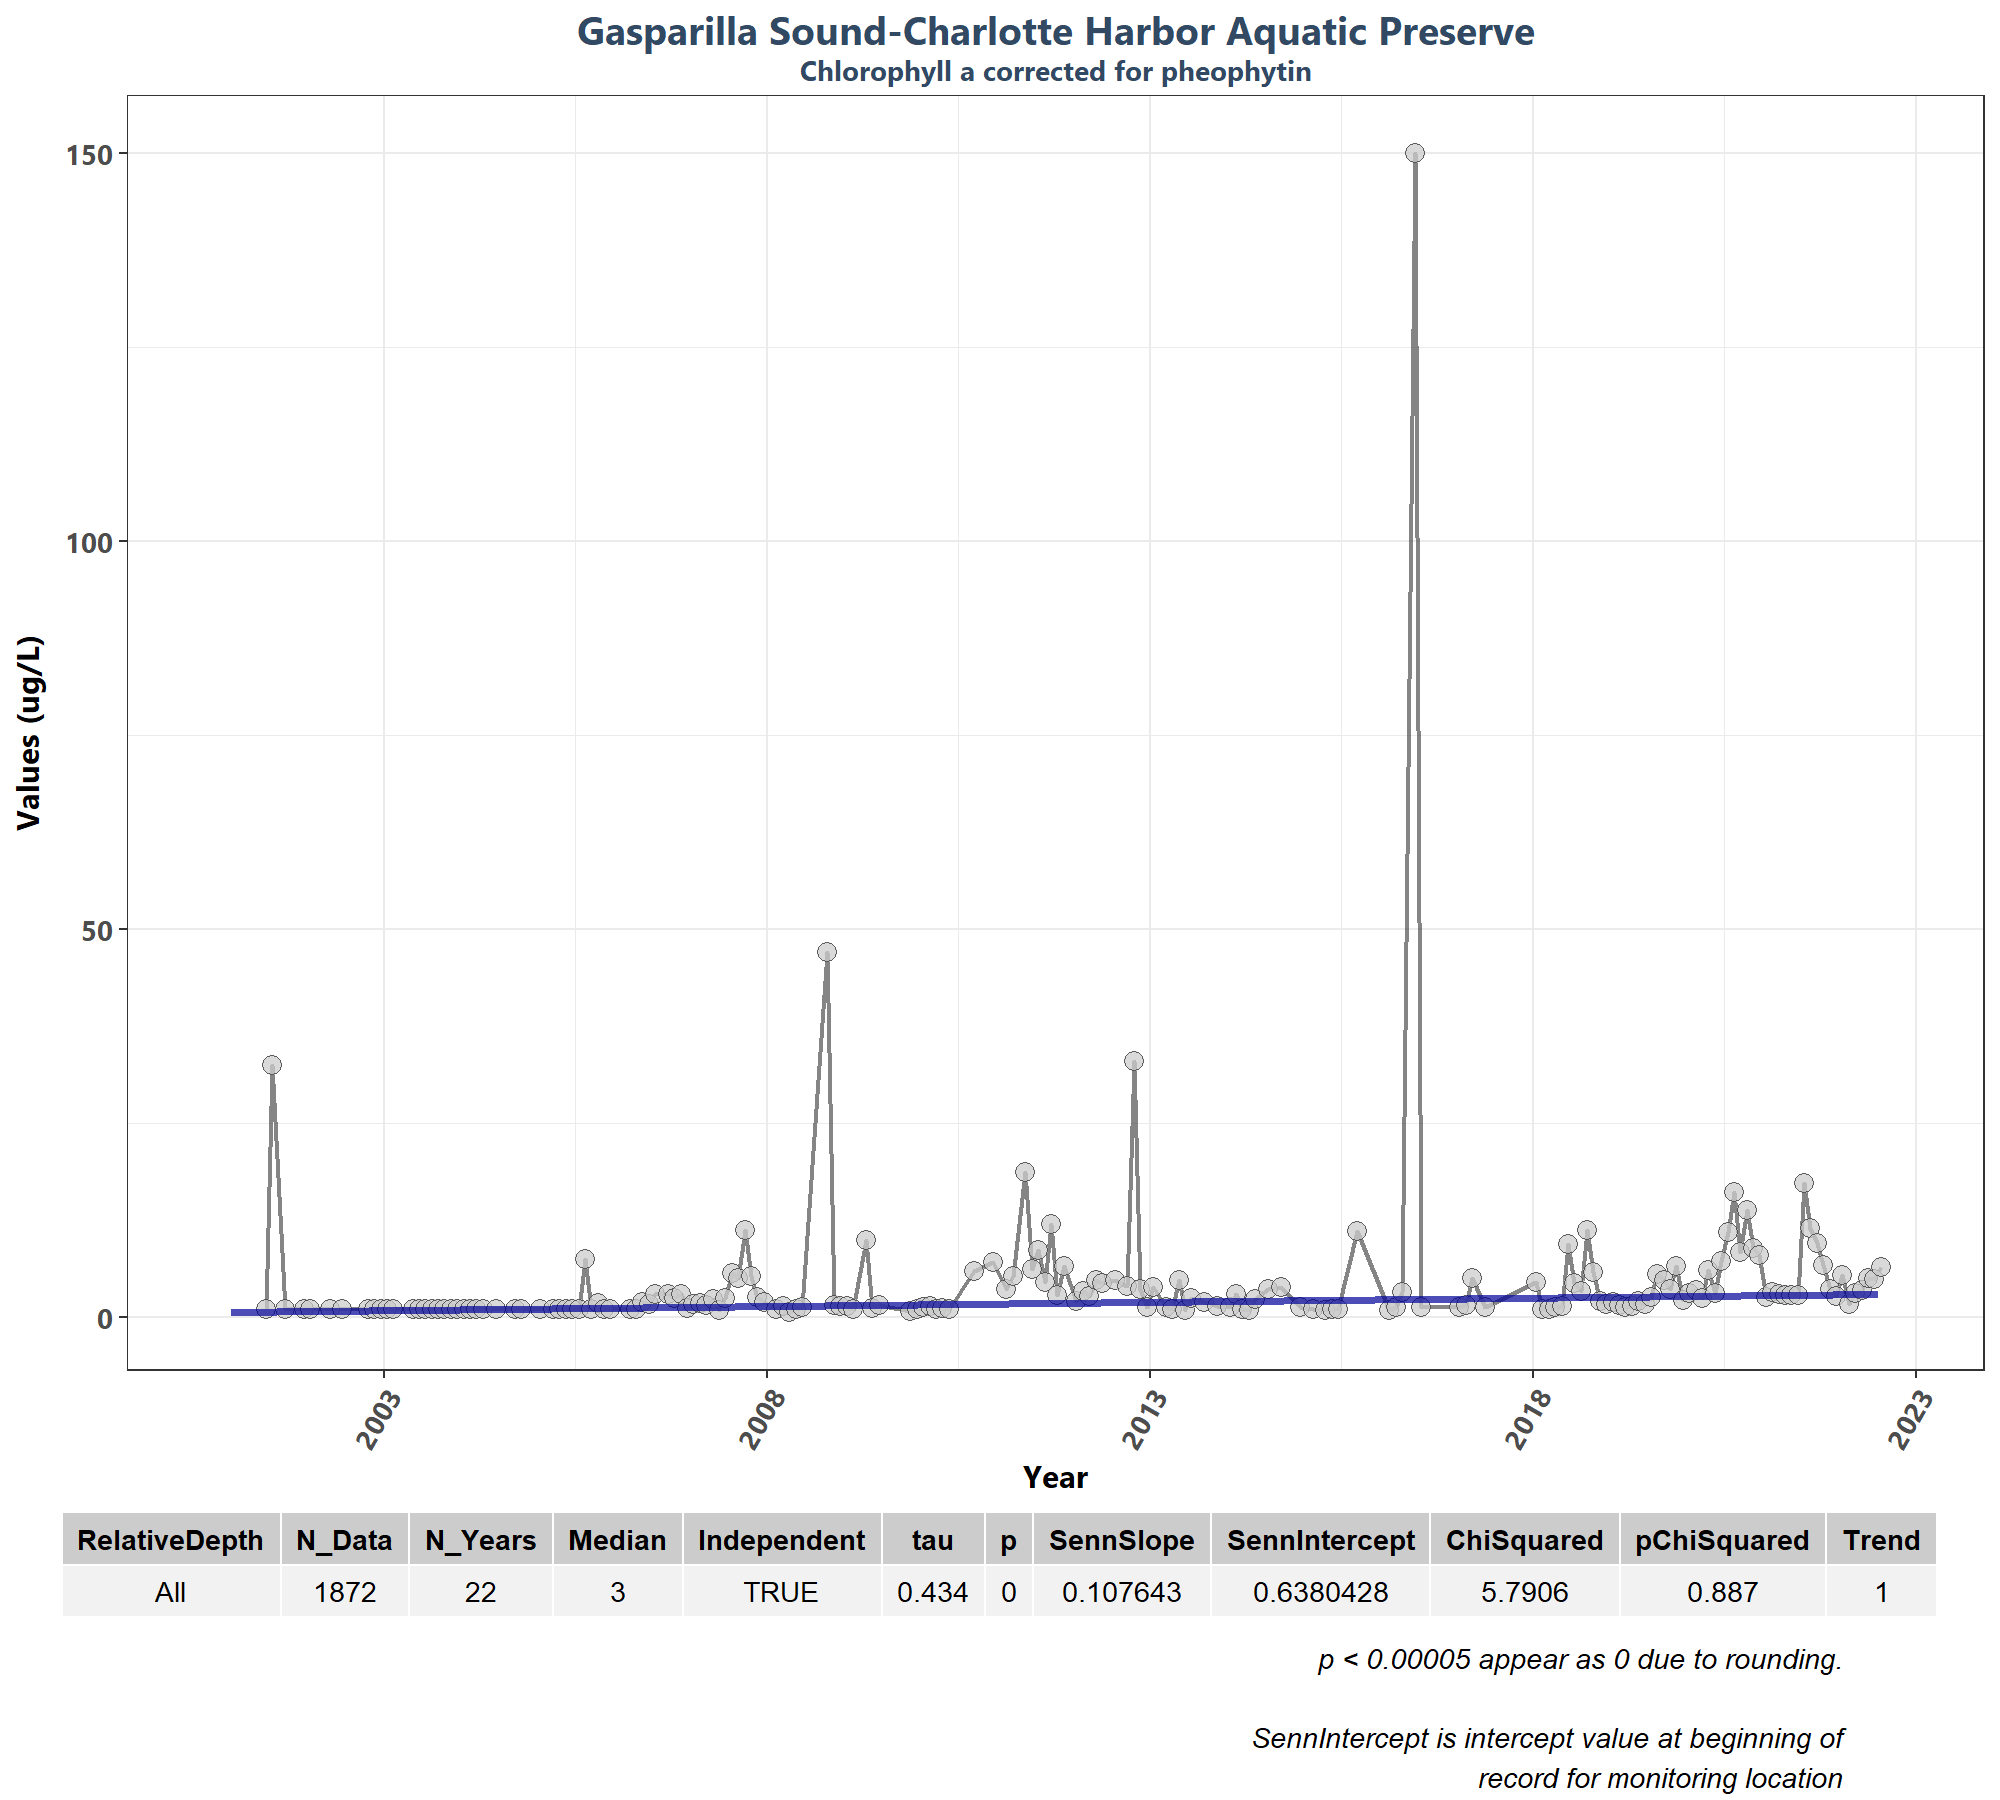 Gasparilla Sound-Charlotte Harbor Aquatic Preserve
Chlorophyll a corrected for pheophytin
150
100
50
0
Values (ug/L)
2003
2008
2013
2018
2023
Year
RelativeDepth N_Data N_Years Median Independent tau p SennSlope SennIntercept ChiSquared pChiSquared Trend
All 1872 22 3 TRUE 0.434 0 0.107643 0.6380428 5.7906 0.887 1
p < 0.00005 appear as 0 due to rounding.
SennIntercept is intercept value at beginning of
record for monitoring location